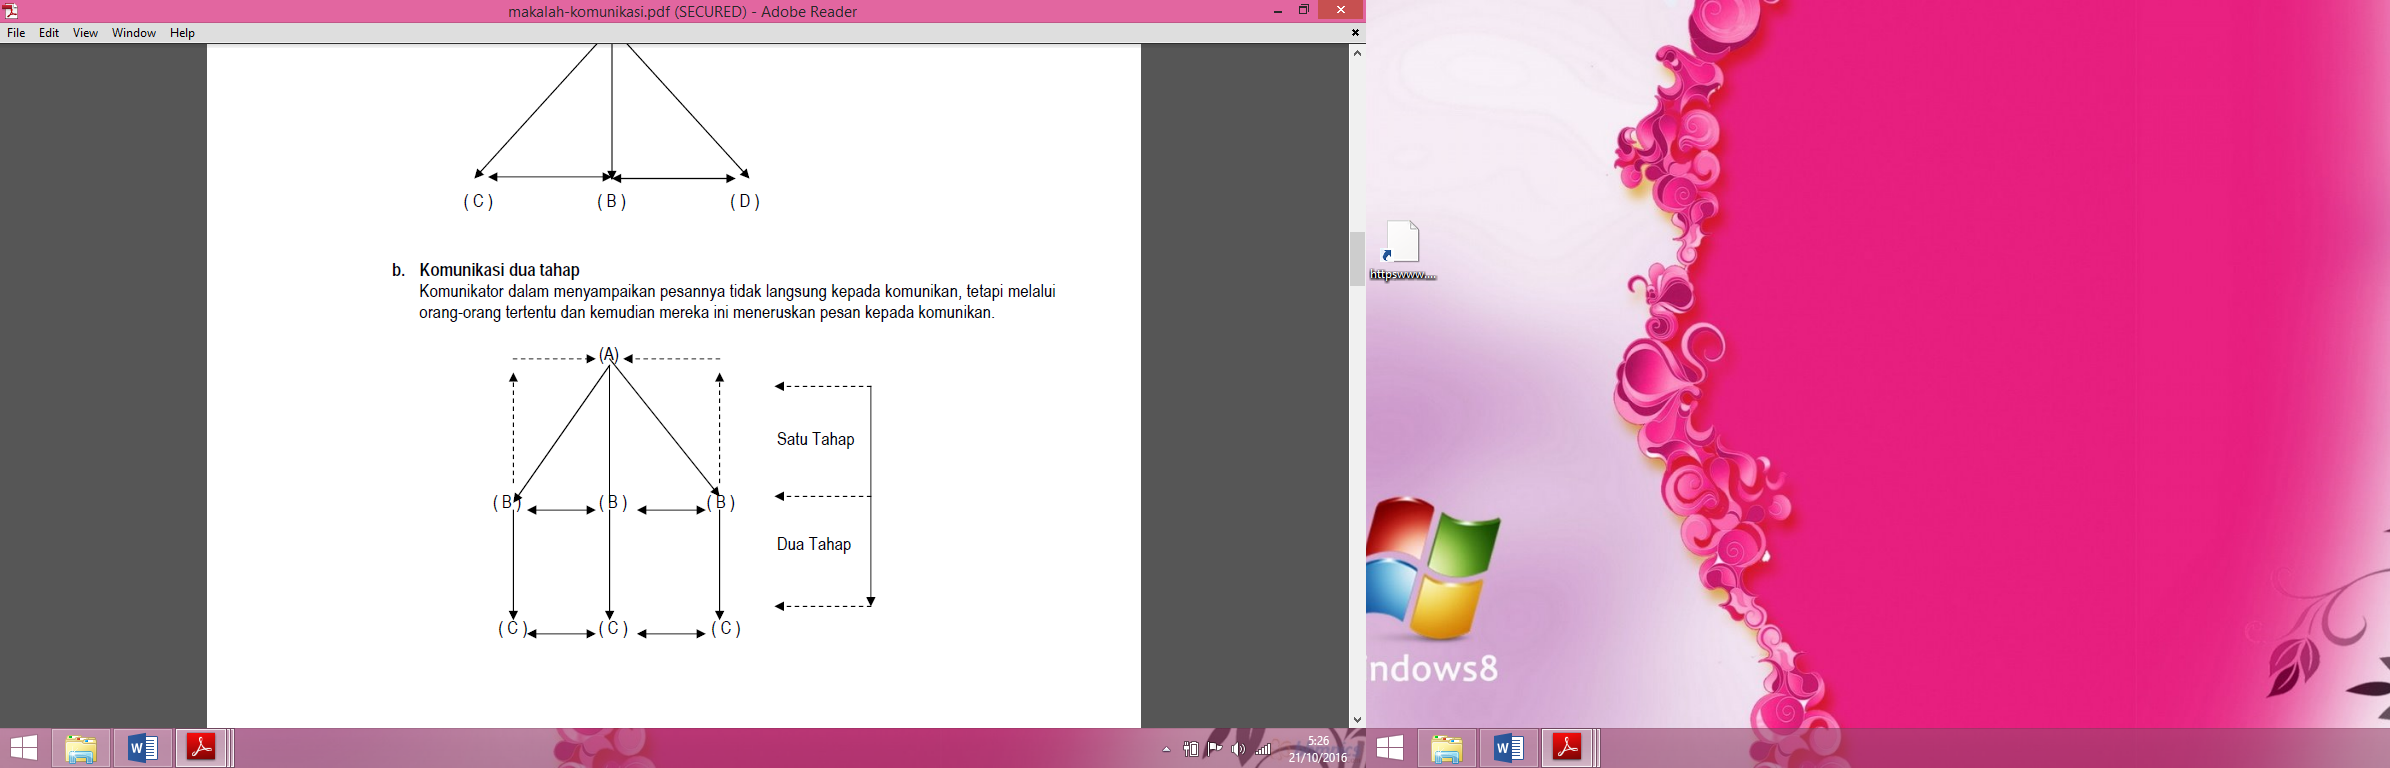 makalah-komunikasi.pdf (SECURED) - Adobe Reader
File Edit View Window Help
( C ) ( B ) ( D )
b. Komunikasi dua tahap
Komunikator dalam menyampaikan pesannya tidak langsung kepada komunikan, tetapi melalui
orang-orang tertentu dan kemudian mereka ini meneruskan pesan kepada komunikan.
(A)
Satu Tahap
( B ) ( B ) ( B )
Dua Tahap
( C ) ( C ) ( C )
5:26
21/10/2016
httpswww....
ndows8